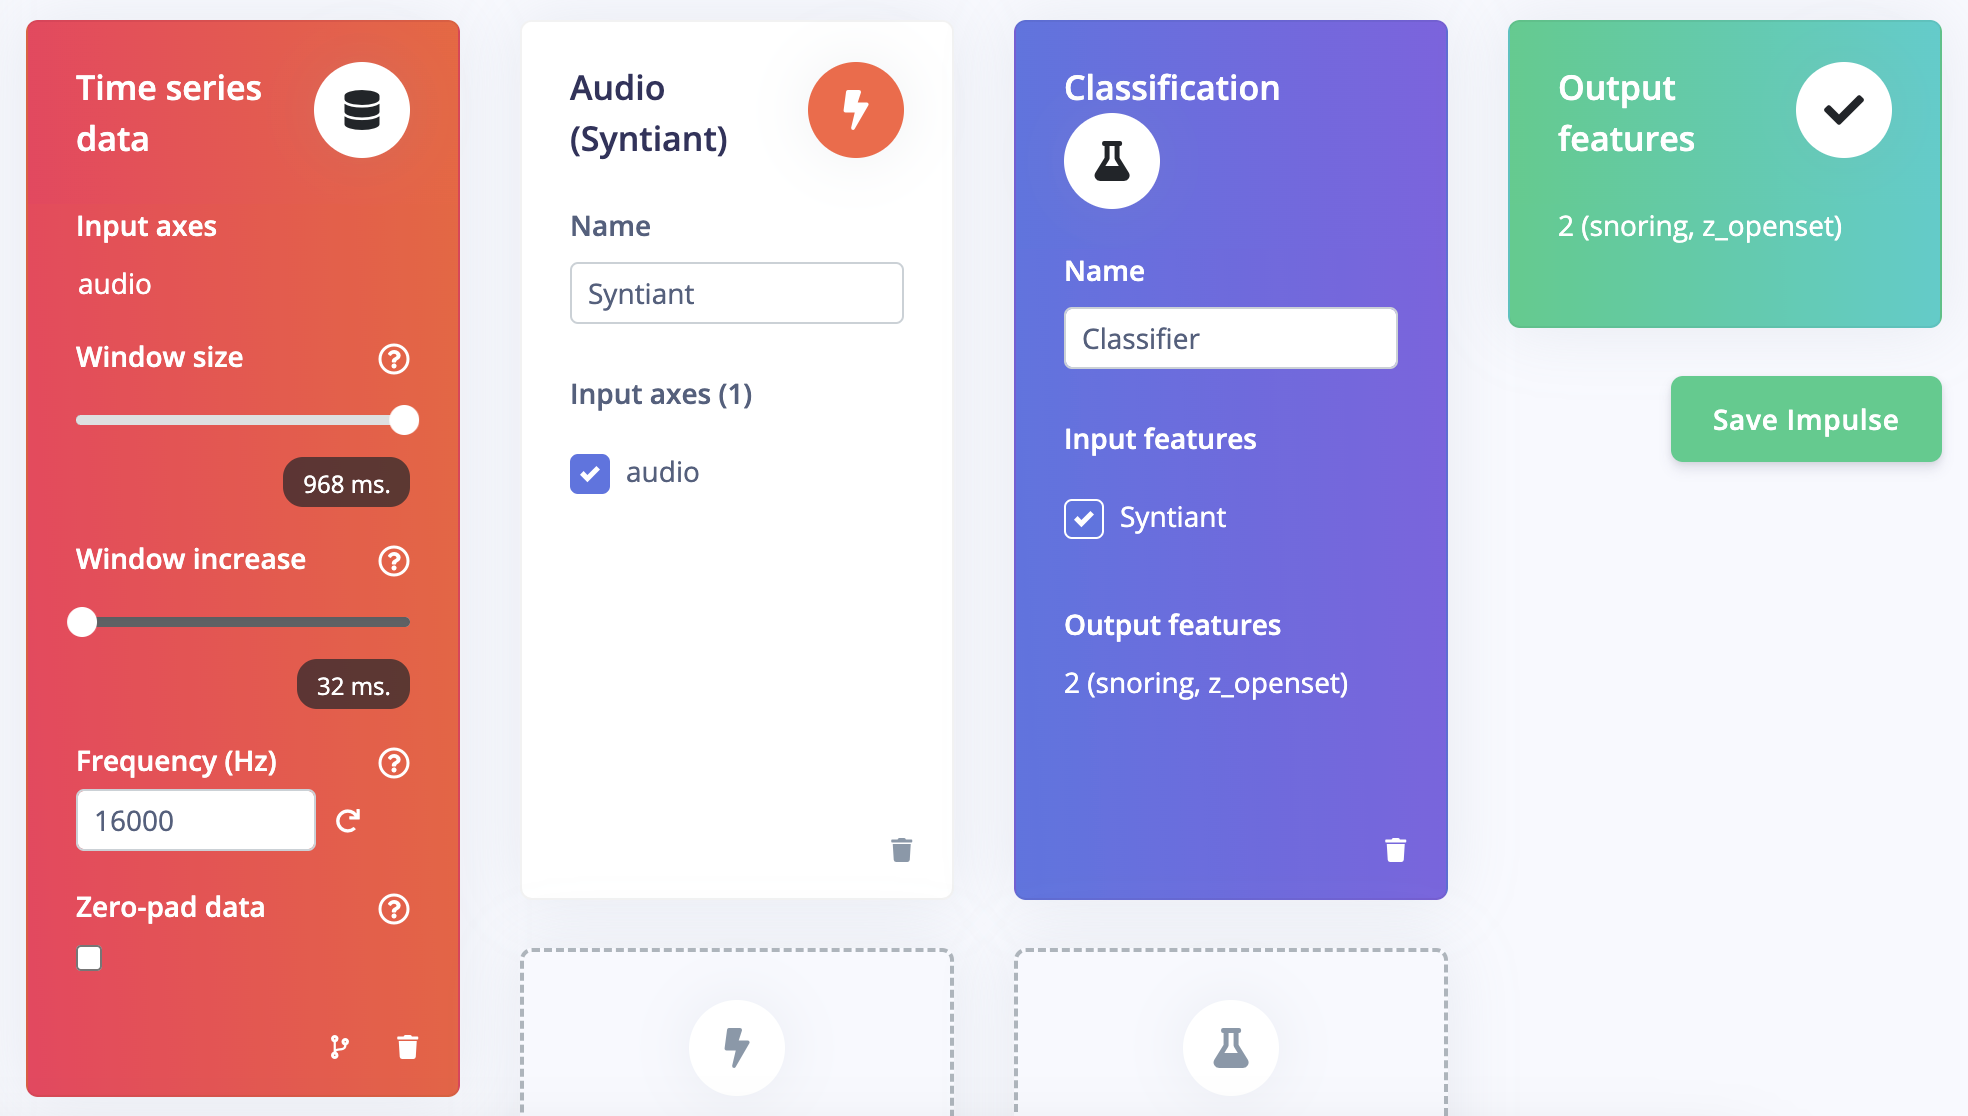 Time series
data
Input axes
audio
Window size
968 ms.
Window increase
32 ms.
Frequency (Hz)
16000
Zero-pad data
Audio
(Syntiant)
Name
Syntiant
Input axes (1)
audio
Classification
Name
Classifier
Input features
Syntiant
Output features
2 (snoring, z_openset)
Output
features
2 (snoring, z_openset)
Save Impulse